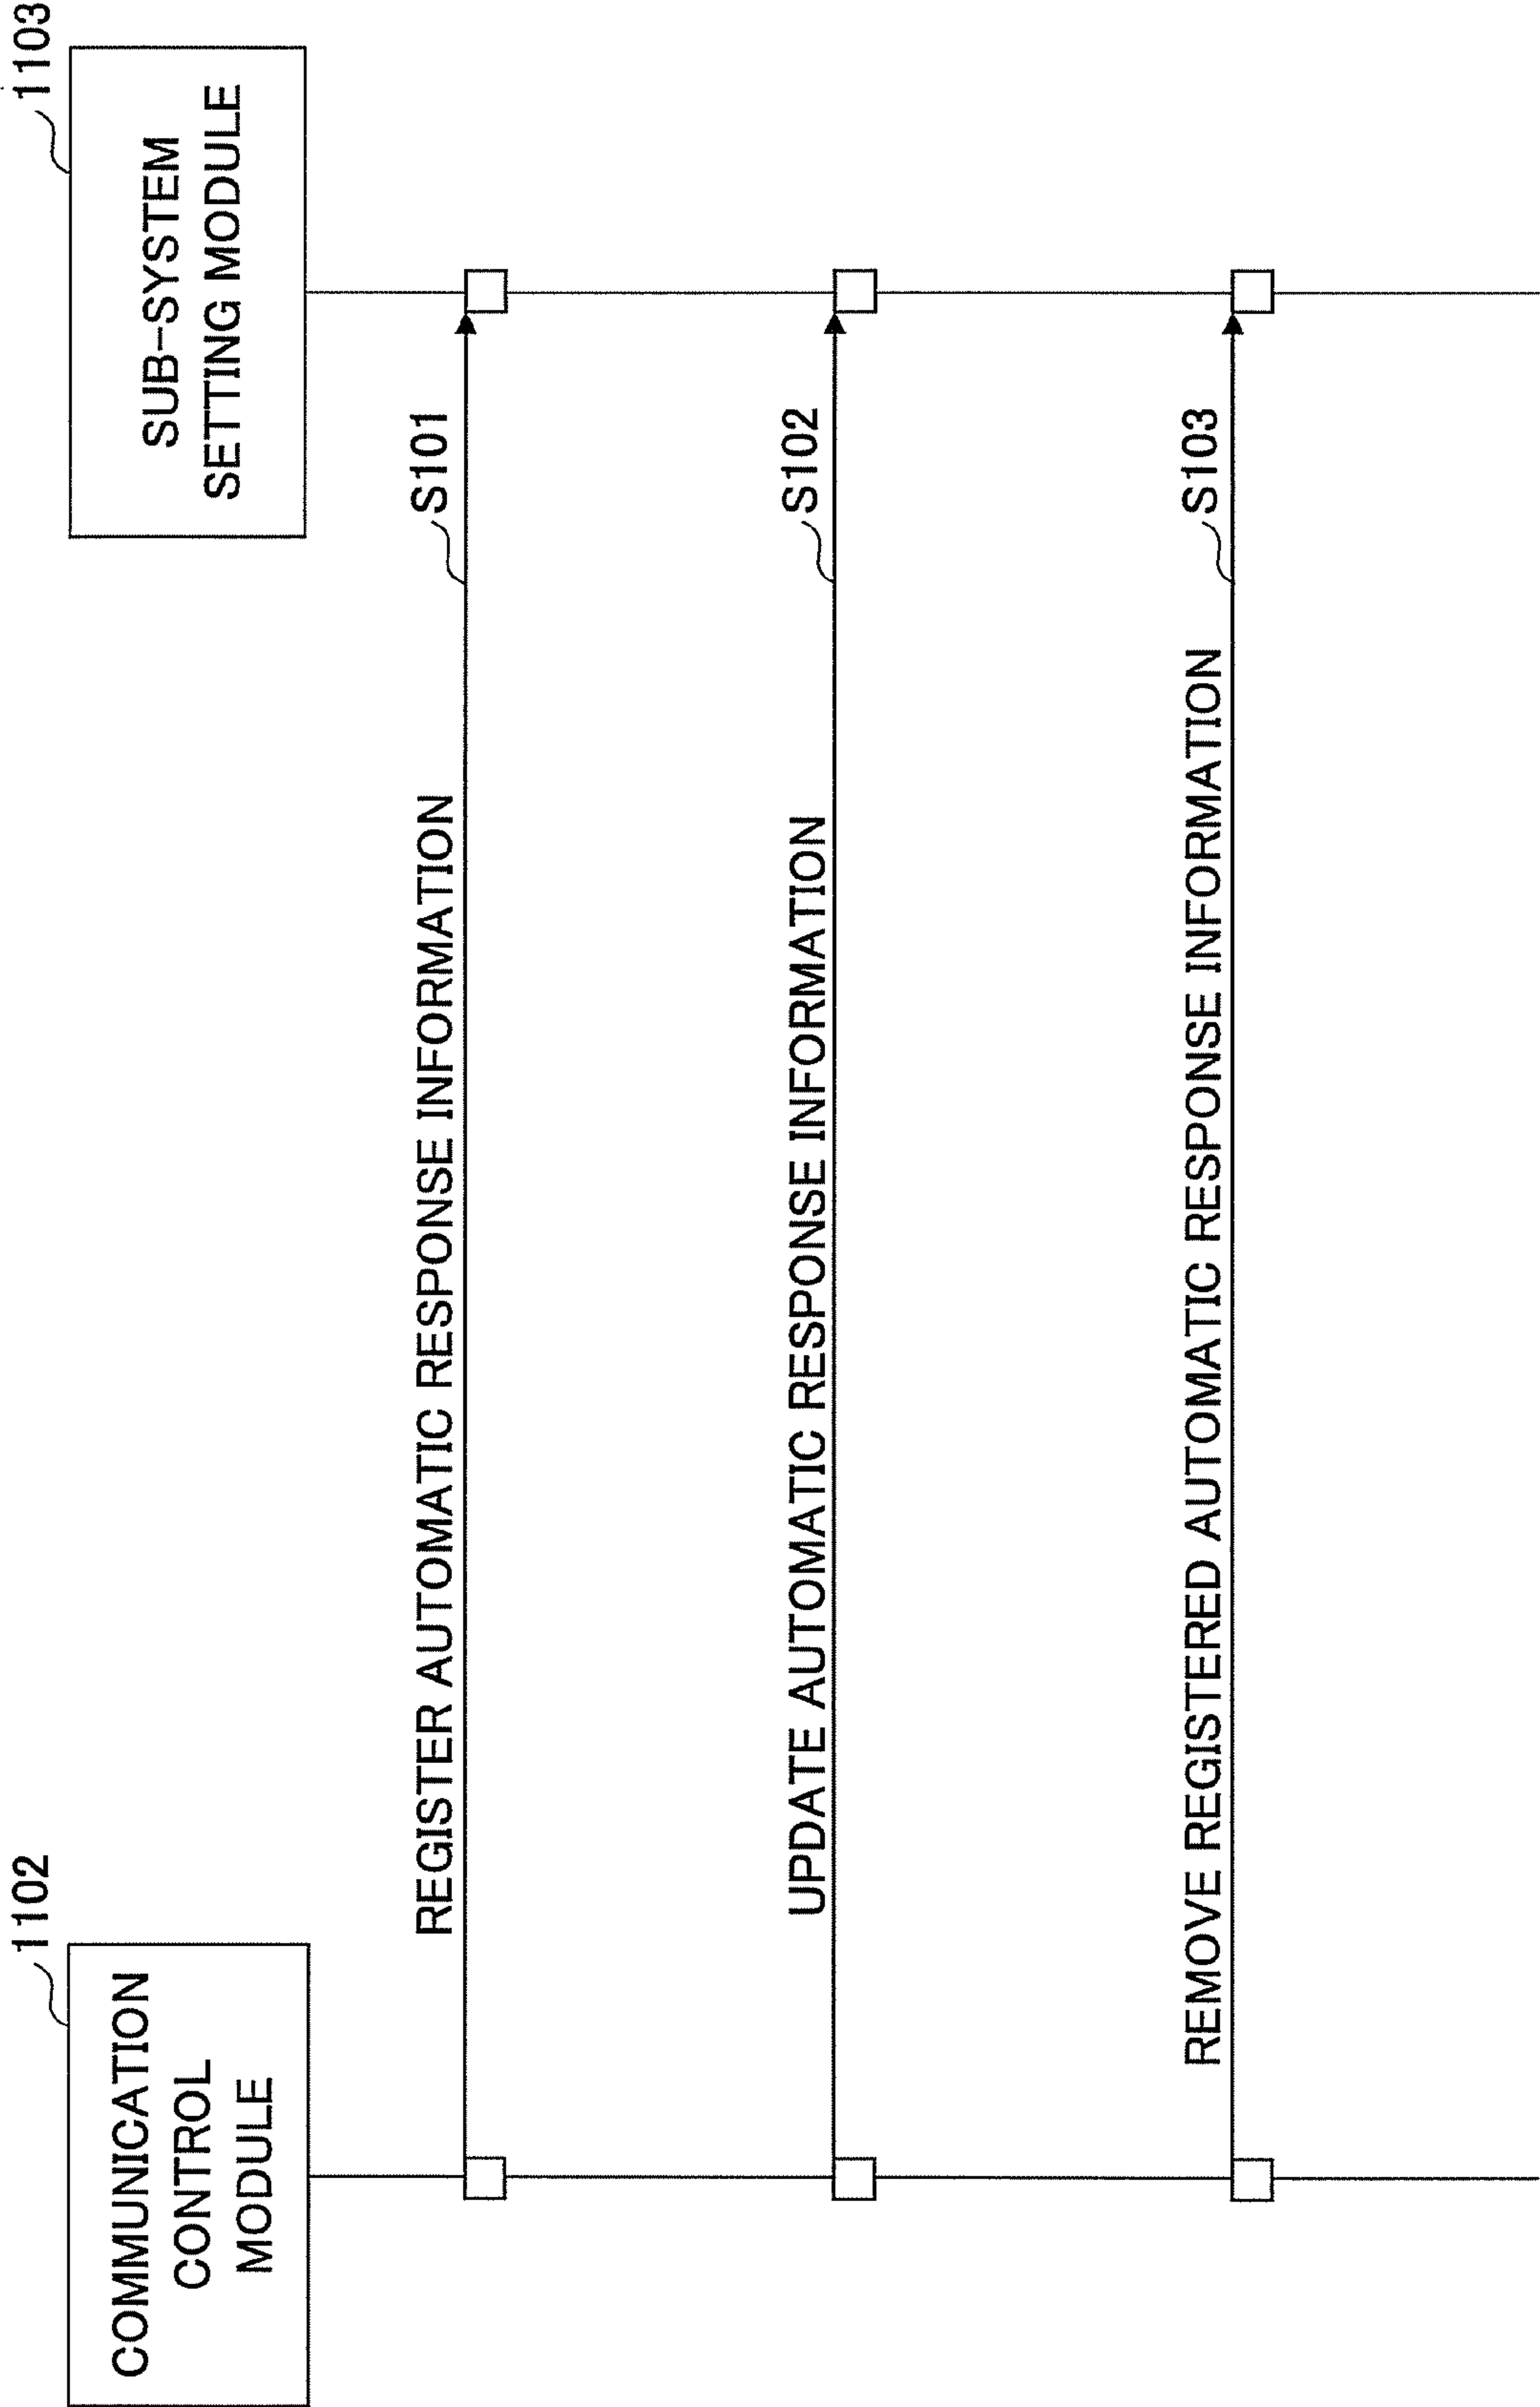 1102
COMMUNICATION
CONTROL
MODULE
1103
SUB-SYSTEM
SETTING MODULE
REGISTER AUTOMATIC RESPONSE INFORMATION
S101
UPDATE AUTOMATIC RESPONSE INFORMATION
S102
REMOVE REGISTERED AUTOMATIC RESPONSE INFORMATION
S103